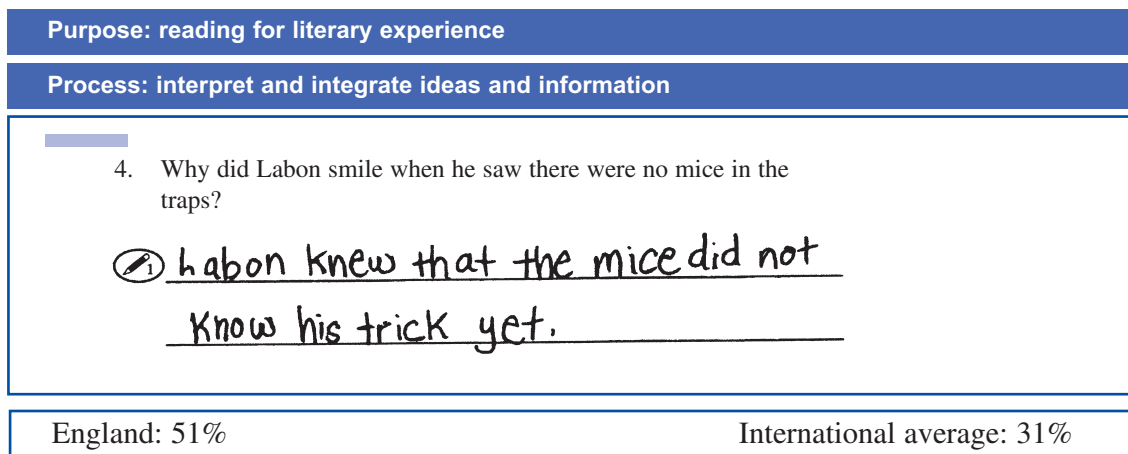 Purpose: reading for literary experience
Process: interpret and integrate ideas and information
4. Why did Labon smile when he saw there were no mice in the
traps?
1
Labon knew that the mice did not
know his trick yet.
England: 51%
International average: 31%